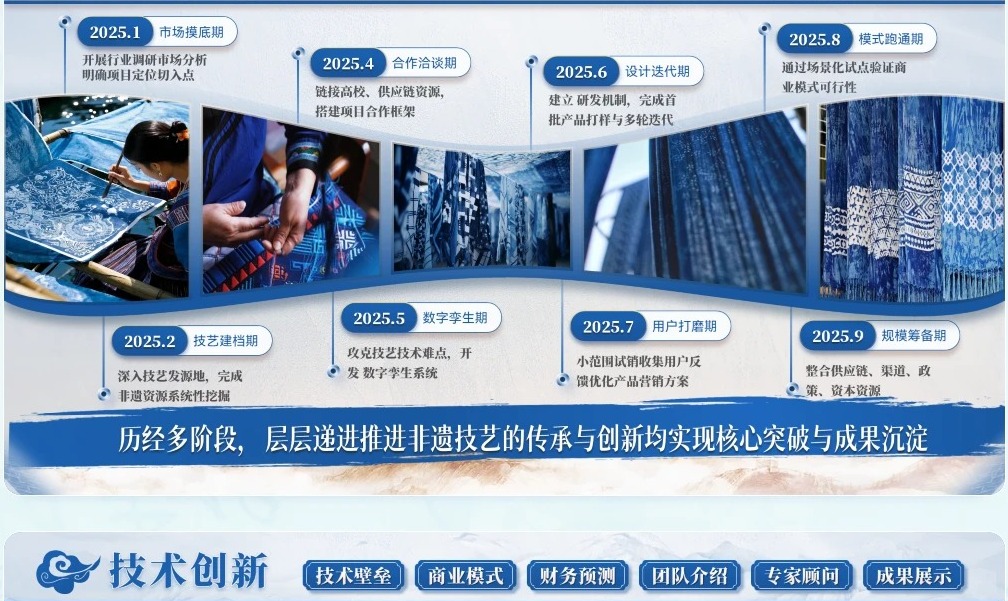 2025.1 市场摸底期
开展行业调研市场分析
明确项目定位切入点
2025.4 合作洽谈期
链接高校、供应链资源,
搭建项目合作框架
2025.6 设计迭代期
建立 研发机制，完成首
批产品打样与多轮迭代
2025.8 模式跑通期
通过场景化试点验证商
业模式可行性
2025.2 技艺建档期
深入技艺发源地，完成
非遗资源系统性挖掘
2025.5 数字孪生期
攻克技艺技术难点，开
发 数字孪生系统
2025.7 用户打磨期
小范围试销收集用户反
馈优化产品营销方案
2025.9 规模筹备期
整合供应链、渠道、政
策、资本资源
历经多阶段， 层层递进推进非遗技艺的传承与创新均实现核心突破与成果沉淀
技术创新
技术壁垒 商业模式 财务预测 团队介绍 专家顾问 成果展示